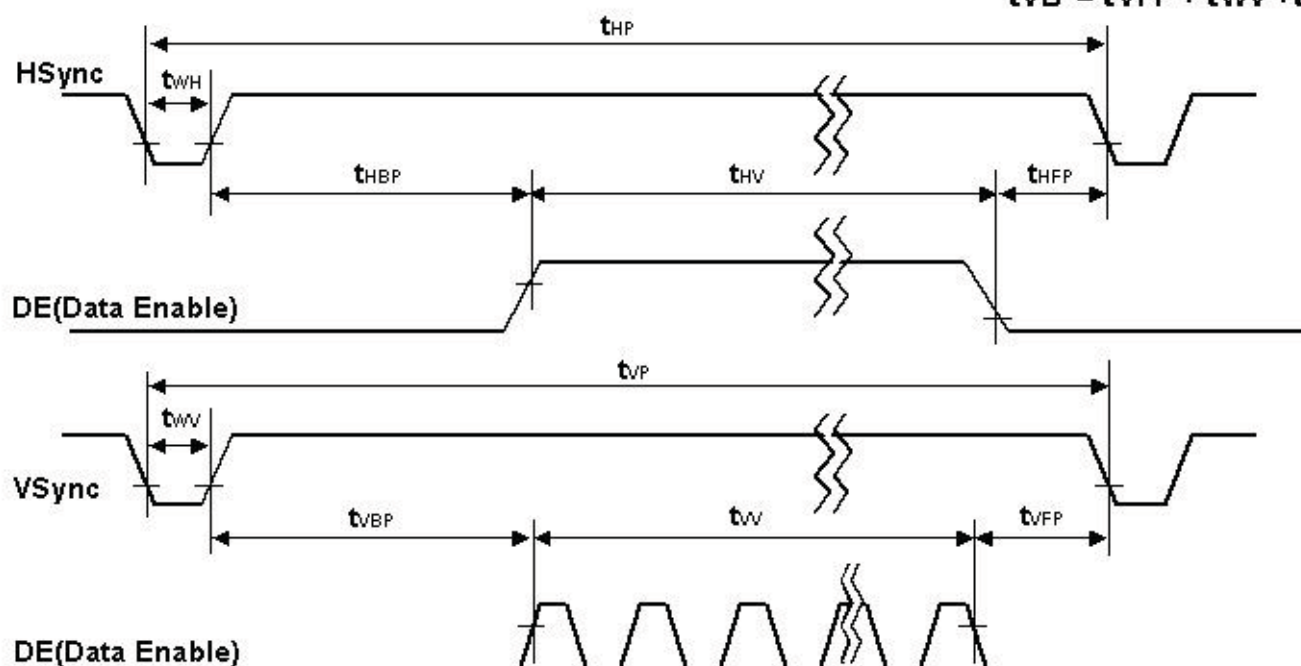 tHP
HSync
tWH
tHBP
tHV
tHFP
DE(Data Enable)
tVP
tWV
VSync
tVBP
tVV
tVFP
DE(Data Enable)